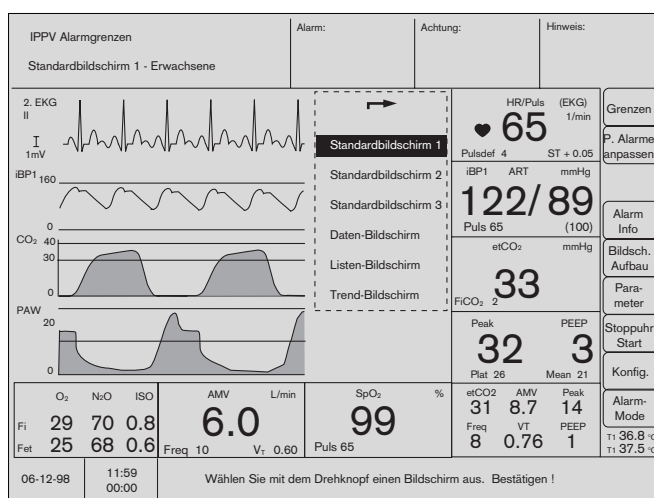 IPPV Alarmgrenzen
Standardbildschirm 1 - Erwachsene
Alarm:
Achtung:
Hinweis:
2. EKG
II
1mV
iBP1
160
0
CO₂
40
30
0
PAW
20
0
Standardbildschirm 1
Standardbildschirm 2
Standardbildschirm 3
Daten-Bildschirm
Listen-Bildschirm
Trend-Bildschirm
HR/Puls (EKG)
1/min
65
Pulsdef 4 ST + 0.05
iBP1 ART mmHg
122/ 89
Puls 65 (100)
etCO₂ mmHg
33
FiCO₂ 2
Peak PEEP
32 3
Plat 26 Mean 21
Grenzen
P. Alarme
anpassen
Alarm
Info
Bildsch.
Aufbau
Para-
meter
Stoppuhr
Start
Konfig.
Alarm-
Mode
T1 36.8 °C
T1 37.5 °C
O₂ N₂O ISO
Fi 29 70 0.8
Fet 25 68 0.6
AMV L/min
6.0
Freq 10 VT 0.60
SpO₂ %
99
Puls 65
etCO2 AMV Peak
31 8.7 14
Freq VT PEEP
8 0.76 1
06-12-98
11:59
00:00
Wählen Sie mit dem Drehknopf einen Bildschirm aus. Bestätigen !